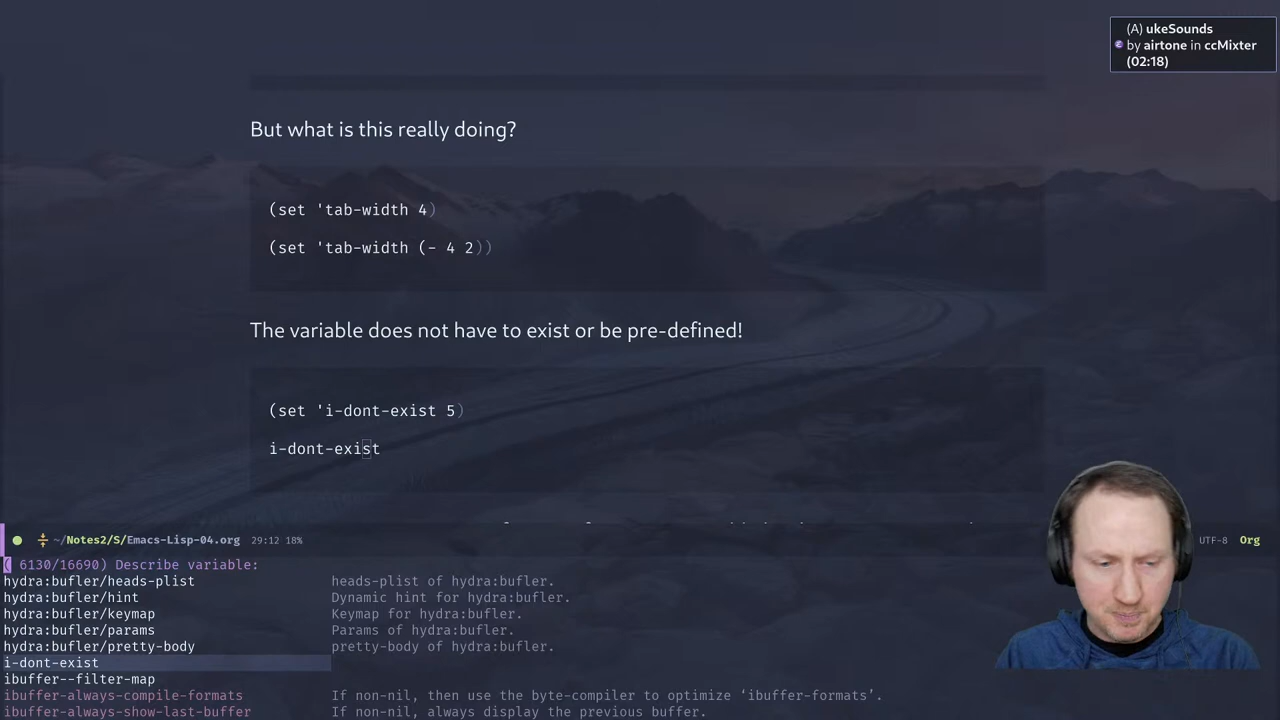 (A) ukeSounds
by airtone in ccMixter
(02:18)
But what is this really doing?
(set 'tab-width 4)
(set 'tab-width (- 4 2))
The variable does not have to exist or be pre-defined!
(set 'i-dont-exist 5)
i-dont-exist
~/Notes2/S/Emacs-Lisp-04.org 29:12 18% UTF-8 Org
( 6130/16690) Describe variable:
hydra:bufler/heads-plist heads-plist of hydra:bufler.
hydra:bufler/hint Dynamic hint for hydra:bufler.
hydra:bufler/keymap Keymap for hydra:bufler.
hydra:bufler/params Params of hydra:bufler.
hydra:bufler/pretty-body pretty-body of hydra:bufler.
i-dont-exist
ibuffer--filter-map
ibuffer-always-compile-formats If non-nil, then use the byte-compiler to optimize ‘ibuffer-formats’.
ibuffer-always-show-last-buffer If non-nil, always display the previous buffer.